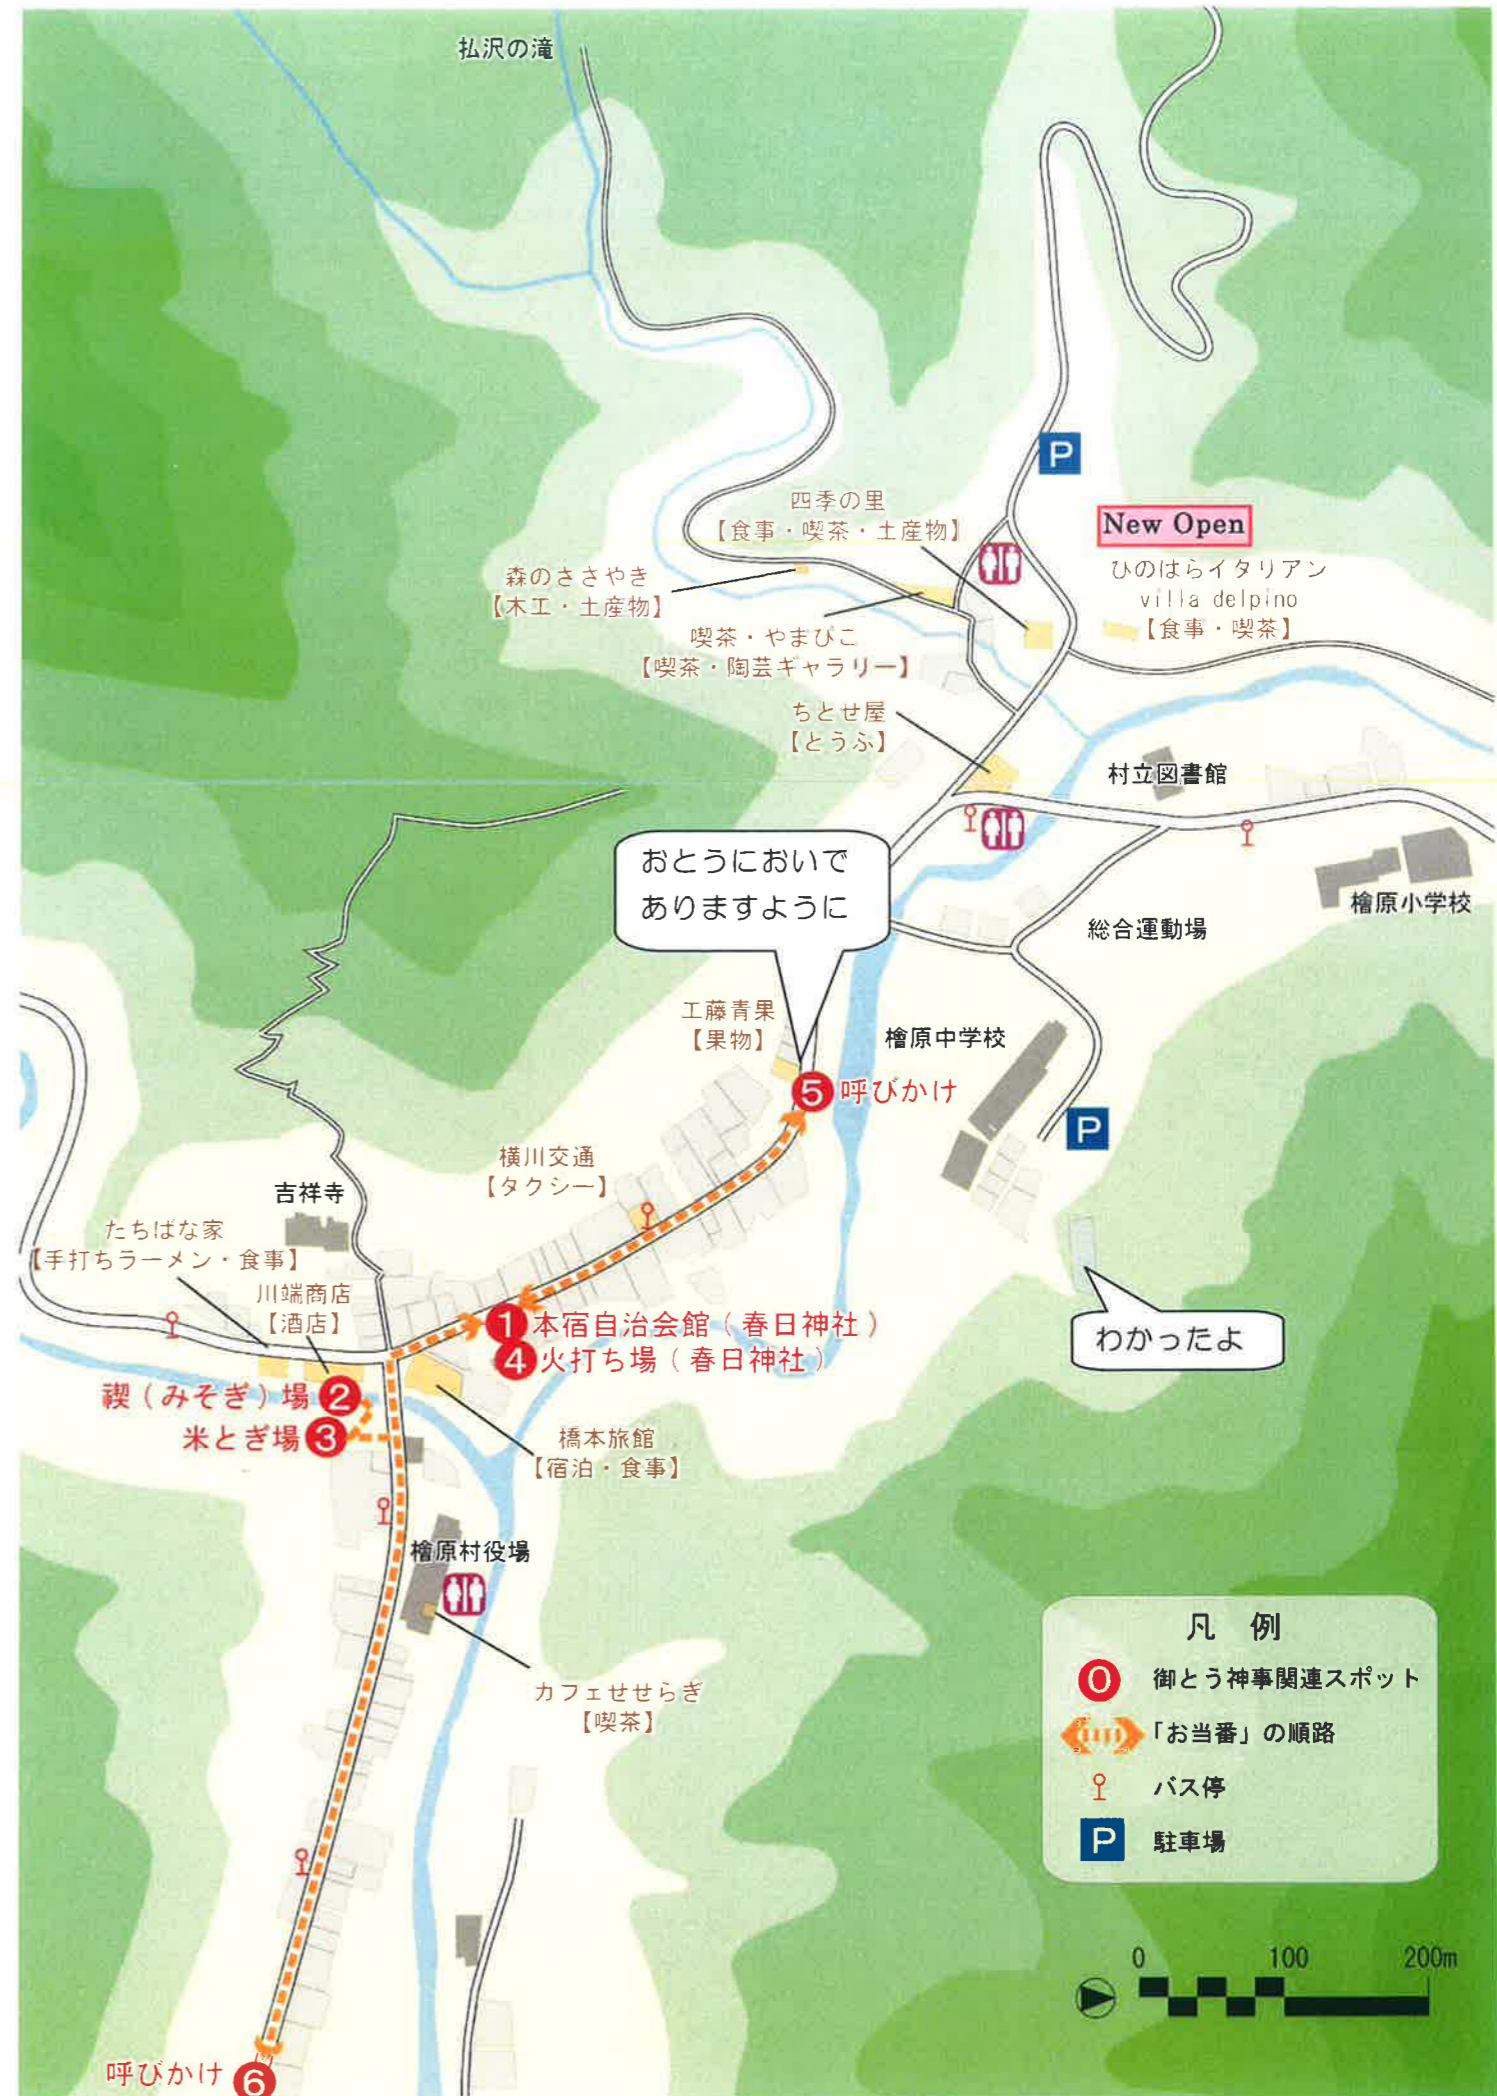 払沢の滝
四季の里
【食事・喫茶・土産物】
New Open
ひのはらイタリアン
villa delpino
【食事・喫茶】
森のささやき
【木工・土産物】
喫茶・やまびこ
【喫茶・陶芸ギャラリー】
ちとせ屋
【とうふ】
村立図書館
おとうにおいで
ありますように
檜原小学校
総合運動場
工藤青果
【果物】
檜原中学校
⑤呼びかけ
P
P
横川交通
【タクシー】
吉祥寺
たちばな家
【手打ちラーメン・食事】
川端商店
【酒店】
①本宿自治会館(春日神社)
④火打ち場(春日神社)
わかったよ
禊(みそぎ)場②
米とぎ場③
橋本旅館
【宿泊・食事】
檜原村役場
カフェせせらぎ
【喫茶】
凡 例
0 御とう神事関連スポット
「お当番」の順路
バス停
P 駐車場
0 100 200m
呼びかけ⑥